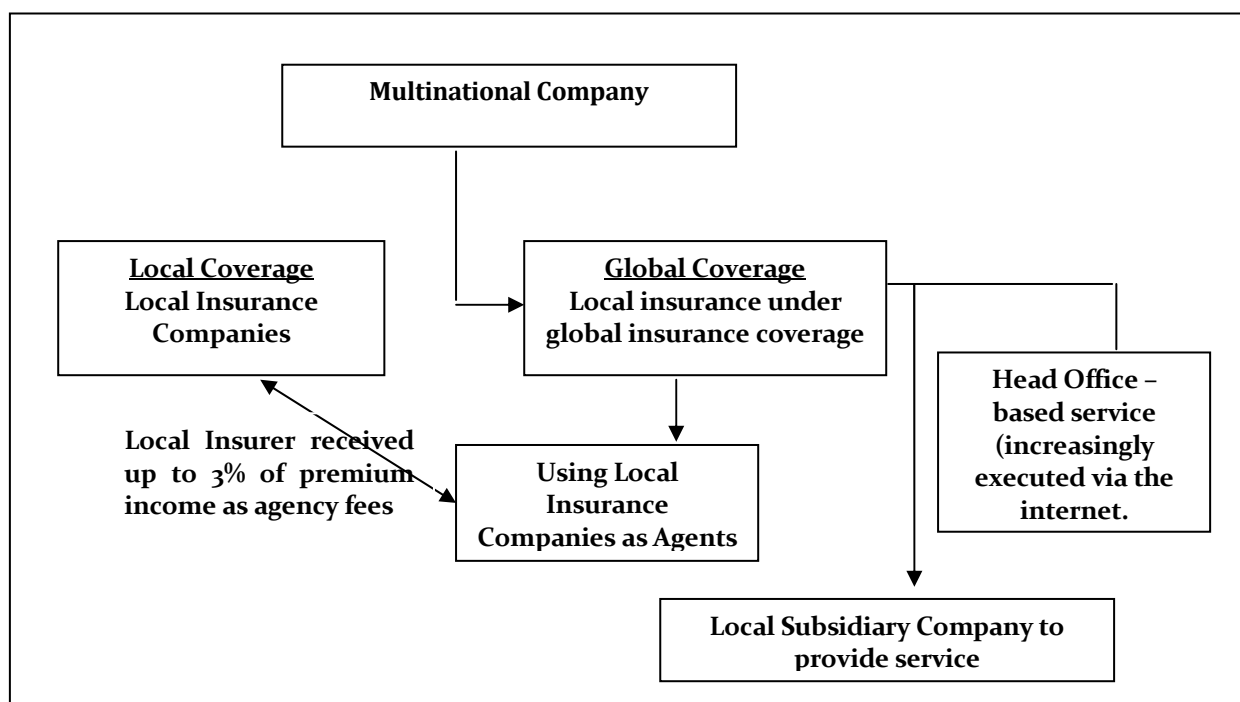 Multinational Company
Local Coverage
Local Insurance
Companies
Global Coverage
Local insurance under
global insurance coverage
Head Office –
based service
(increasingly
executed via the
internet.
Local Insurer received
up to 3% of premium
income as agency fees
Using Local
Insurance
Companies as Agents
Local Subsidiary Company to
provide service